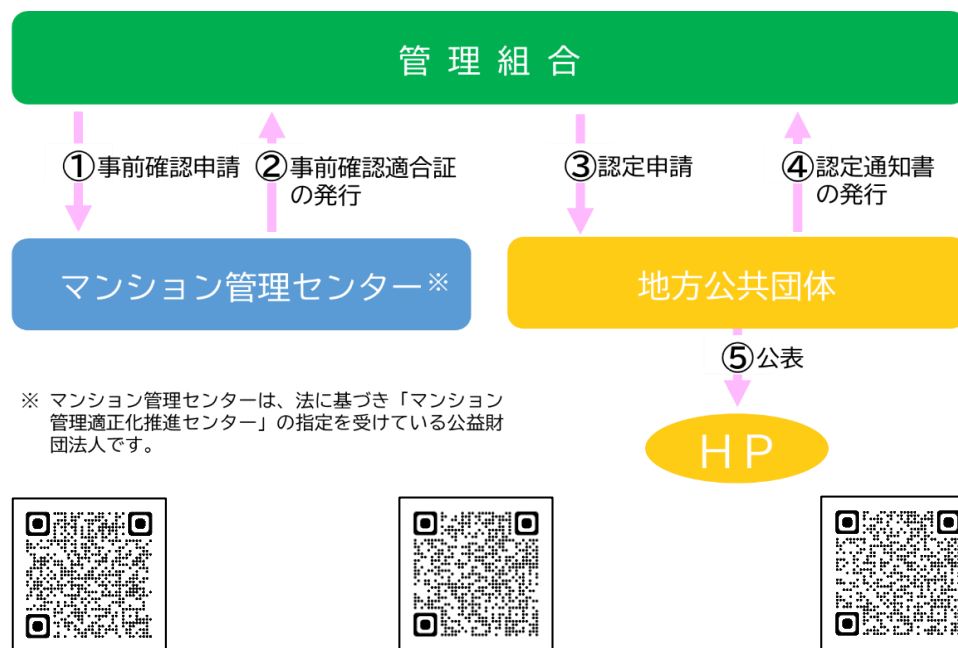 管理組合
①事前確認申請
②事前確認適合証
の発行
③認定申請
④認定通知書
の発行
マンション管理センター※
地方公共団体
⑤公表
※ マンション管理センターは、法に基づき「マンション
管理適正化推進センター」の指定を受けている公益財
団法人です。
HP